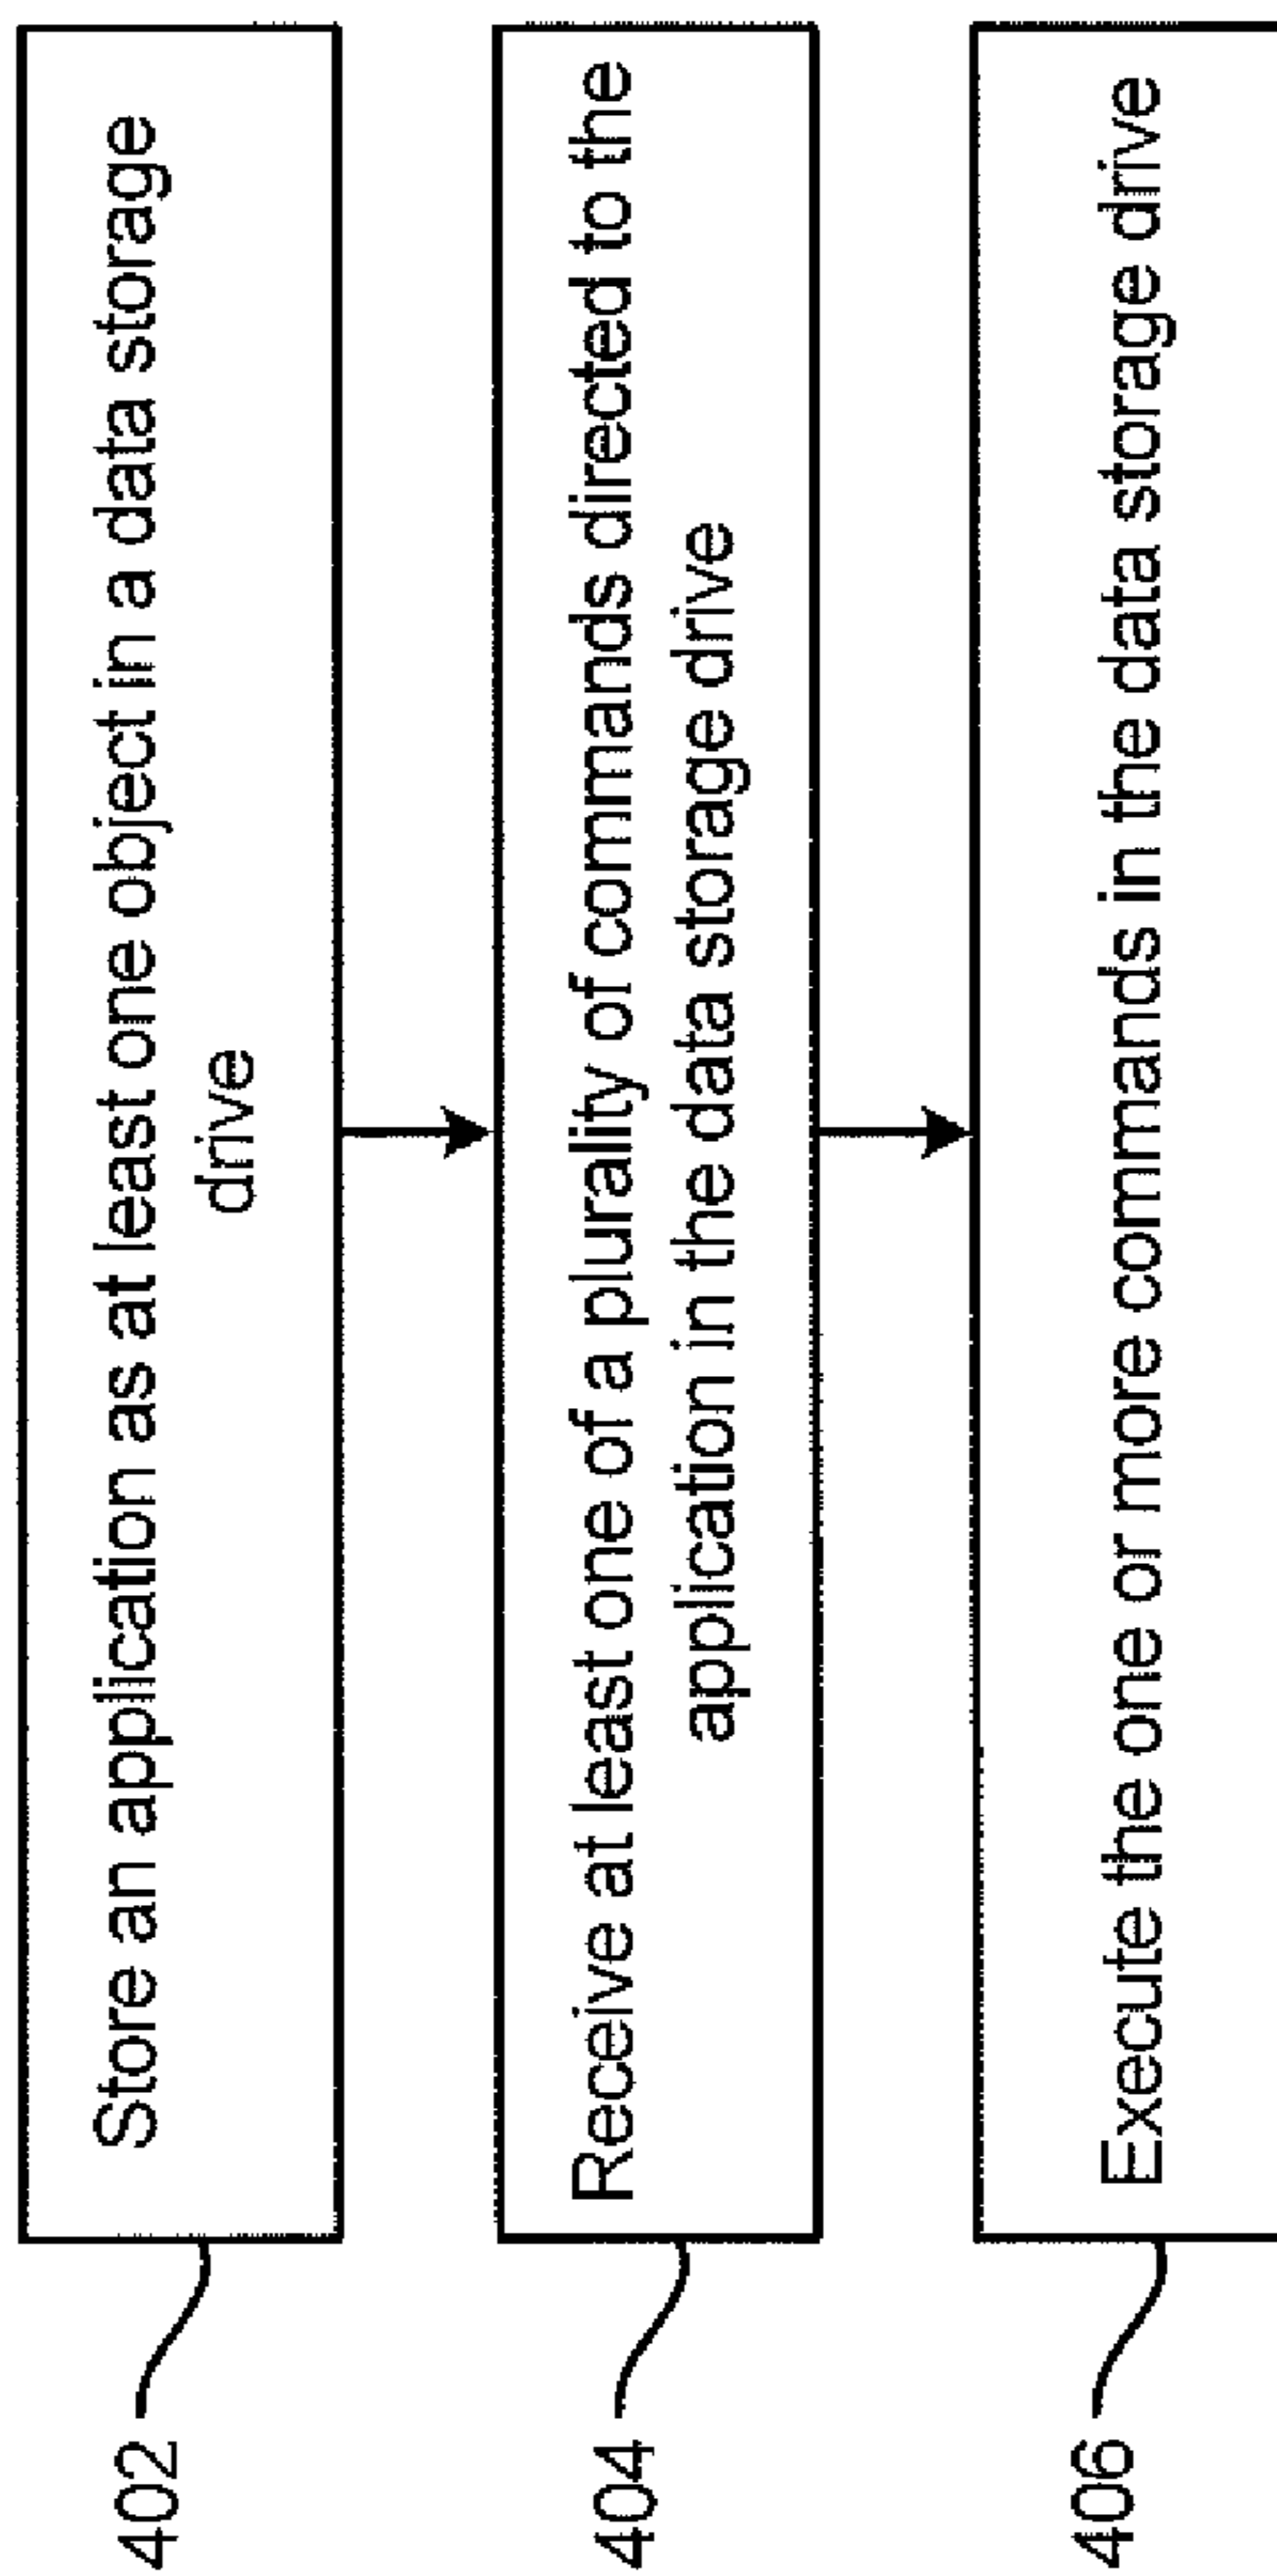 402
Store an application as at least one object in a data storage
drive
404
Receive at least one of a plurality of commands directed to the
application in the data storage drive
406
Execute the one or more commands in the data storage drive